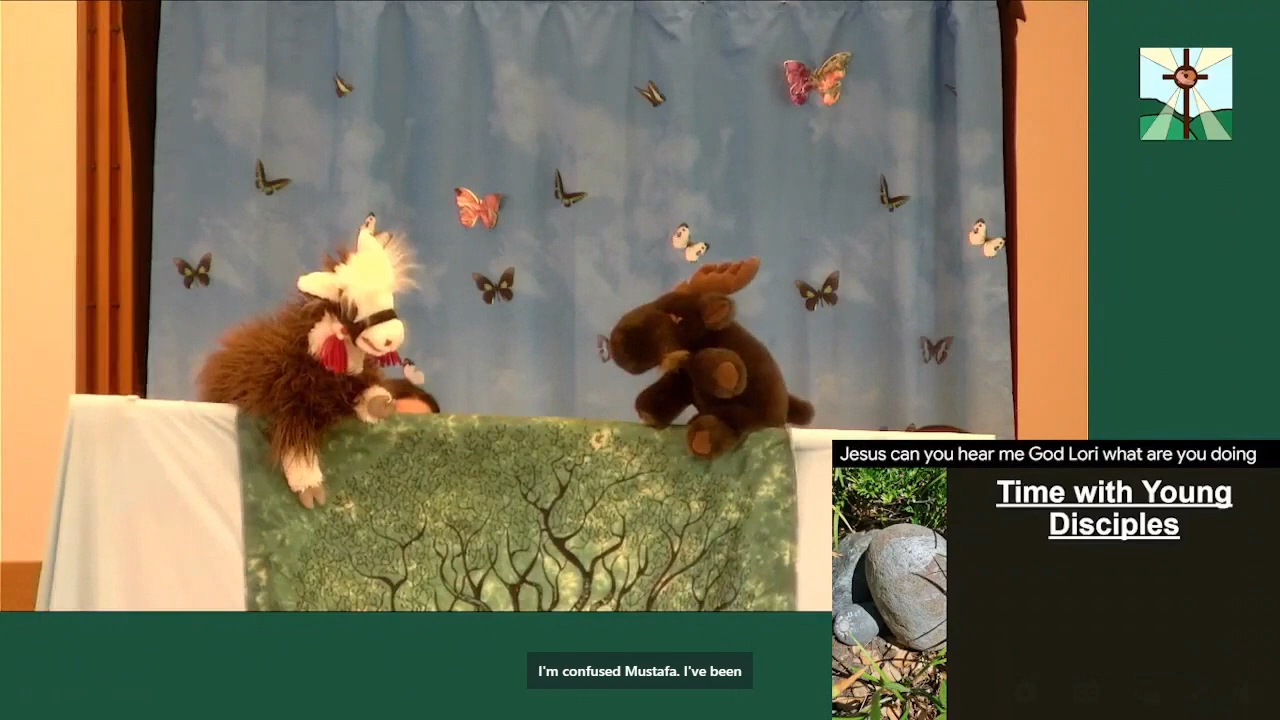 Jesus can you hear me God Lori what are you doing
Time with Young
Disciples
I'm confused Mustafa. I've been